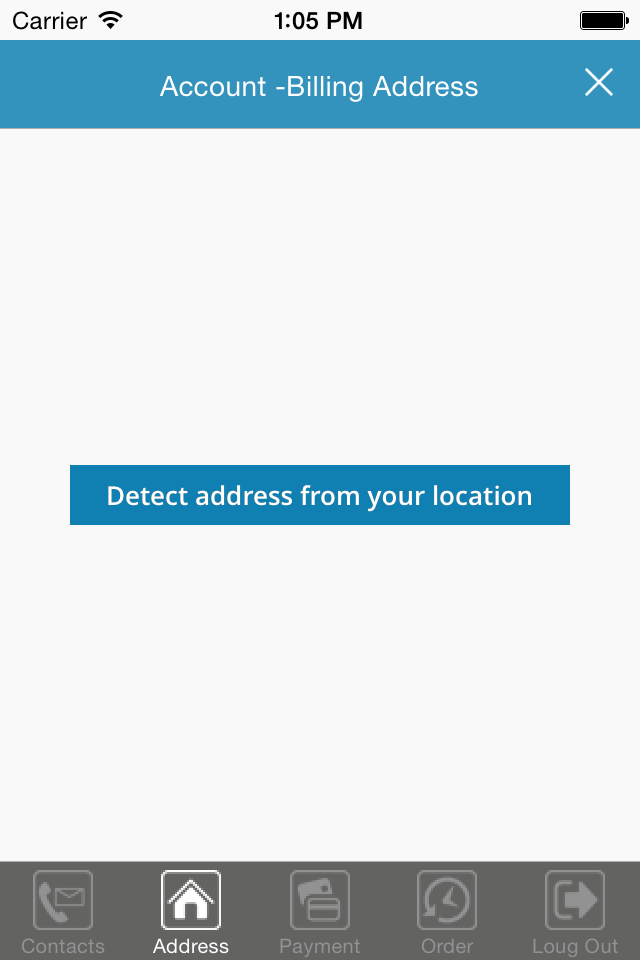 Carrier 1:05 PM
Account -Billing Address
Detect address from your location
Contacts Address Payment Order Loug Out